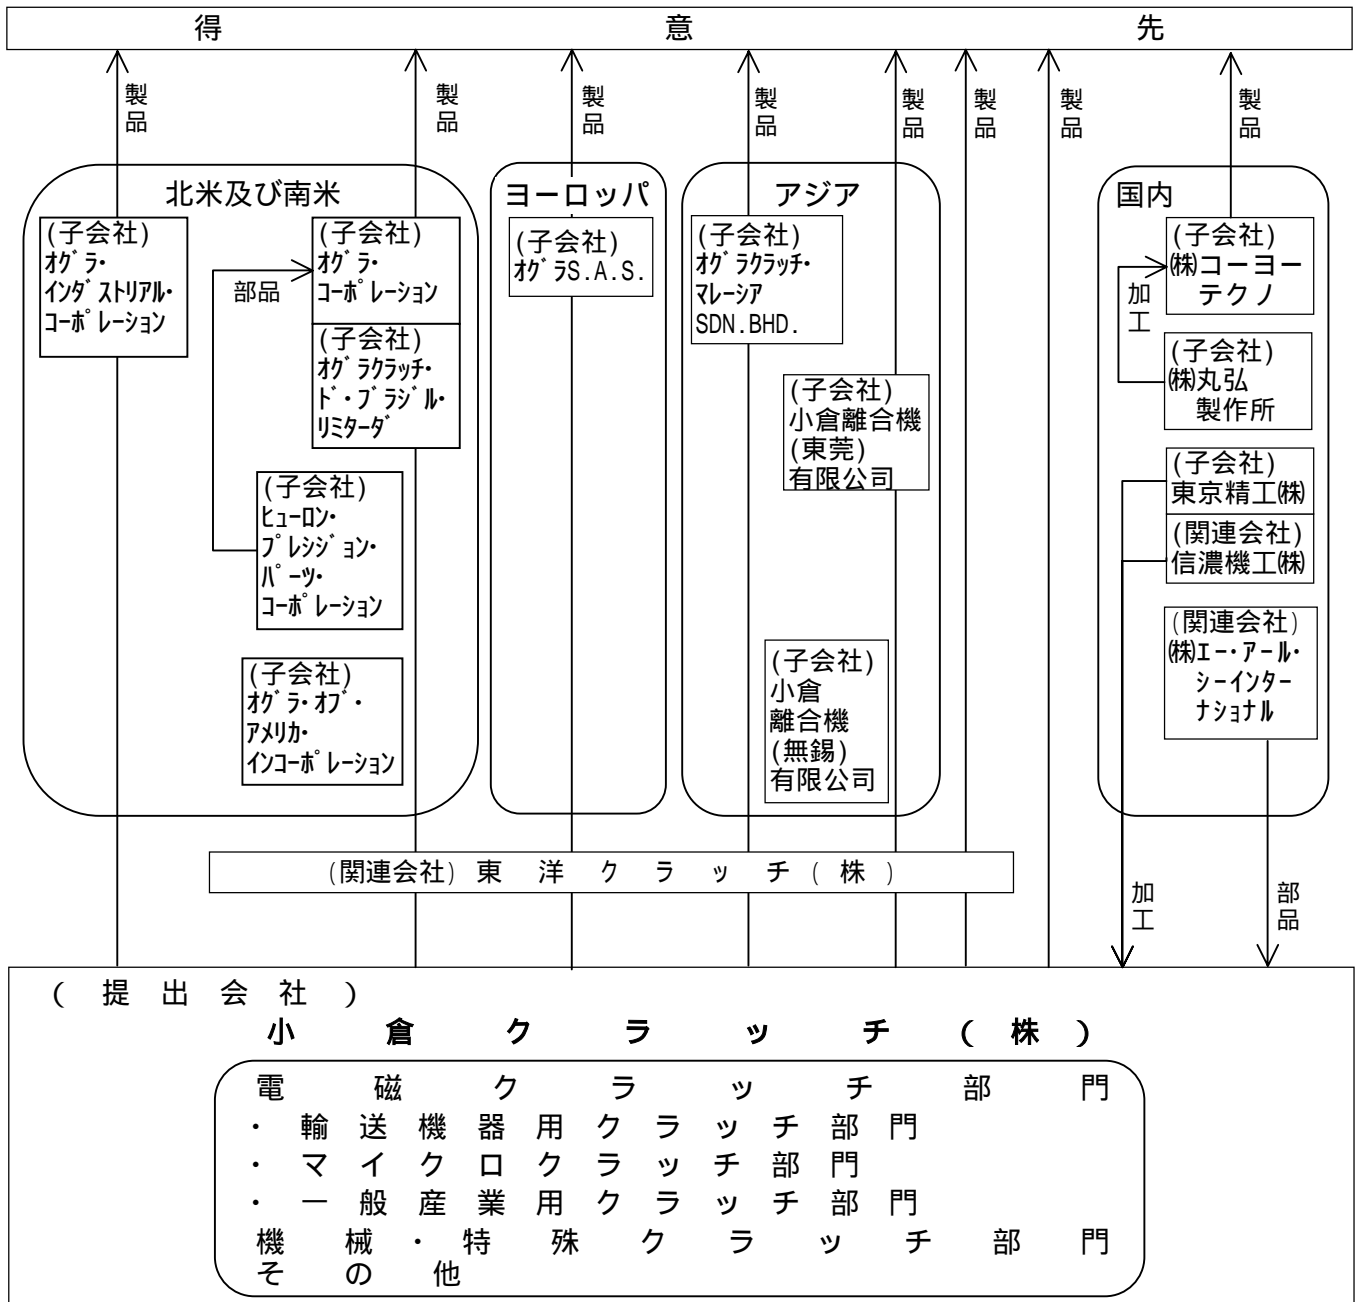 得意先
製品
製品
製品
製品
製品
製品
製品
製品
北米及び南米
(子会社)
オグラ・
インダストリアル・
コーポレーション
(子会社)
オグラ・
コーポレーション
部品
(子会社)
オグラクラッチ・
ド・ブラジル・
リミターダ
(子会社)
ヒューロン・
プレシジョン・
パーツ・
コーポレーション
(子会社)
オグラ・オブ・
アメリカ・
インコーポレーション
ヨーロッパ
(子会社)
オグラS.A.S.
アジア
(子会社)
オグラクラッチ・
マレーシア
SDN.BHD.
(子会社)
小倉離合機
(東莞)
有限公司
(子会社)
小倉
離合機
(無錫)
有限公司
国内
(子会社)
㈱コーヨー
テクノ
加工
(子会社)
㈱丸弘
製作所
(子会社)
東京精工㈱
(関連会社)
信濃機工㈱
(関連会社)
㈱エー・アール・
シーインター
ナショナル
(関連会社)東洋クラッチ(株)
加工
部品
(提出会社)
小倉クラッチ(株)
電磁クラッチ部門
・輸送機器用クラッチ部門
・マイクロクラッチ部門
・一般産業用クラッチ部門
機械・特殊クラッチ部門
その他